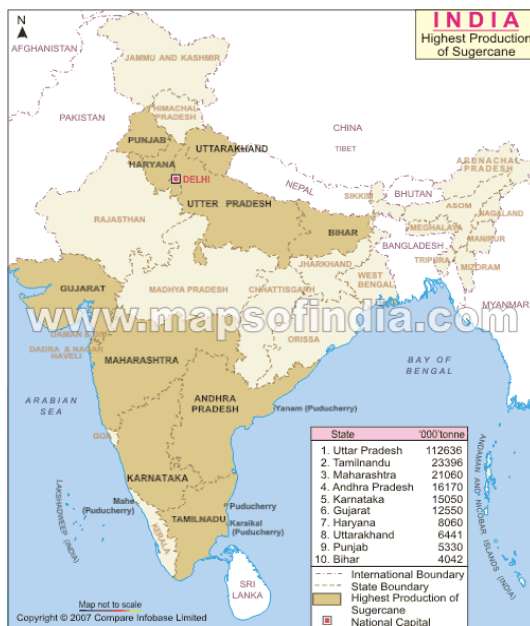 N
INDIA
Highest Production
of Sugercane
AFGHANISTAN
JAMMU AND KASHMIR
PAKISTAN
HIMACHAL
PRADESH
PUNJAB
UTTARAKHAND
CHINA
TIBET
HARYANA
DELHI
ARUNACHAL
PRADESH
NEPAL
SIKKIM
BHUTAN
RAJASTHAN
UTTER PRADESH
ASOM
NAGALAND
BIHAR
MEGHALAYA
MANIPUR
BANGLADESH
TRIPURA
MIZORAM
JHARKHAND
WEST
BENGAL
GUJARAT
MADHYA PRADESH
CHHATTISGARH
MYANMAR
www.mapsofindia.com
DAMAN & DIU
DADRA & NAGAR
HAVELI
ORISSA
MAHARASHTRA
BAY OF
BENGAL
ARABIAN
SEA
ANDHRA
PRADESH
Yanam (Puducherry)
GOA
KARNATAKA
Mahe
(Puducherry)
Puducherry
TAMILNADU
Karaikal
(Puducherry)
KERALA
LAKSHADWEEP (INDIA)
ANDAMAN AND NICOBAR ISLANDS (INDIA)
SRI
LANKA
State '000'tonne
1. Uttar Pradesh 112636
2. Tamilnandu 23396
3. Maharashtra 21060
4. Andhra Pradesh 16170
5. Karnataka 15050
6. Gujarat 12550
7. Haryana 8060
8. Uttarakhand 6441
9. Punjab 5330
10. Bihar 4042
International Boundary
State Boundary
Highest Production of
Sugercane
National Capital
Map not to scale
Copyright © 2007 Compare Infobase Limited